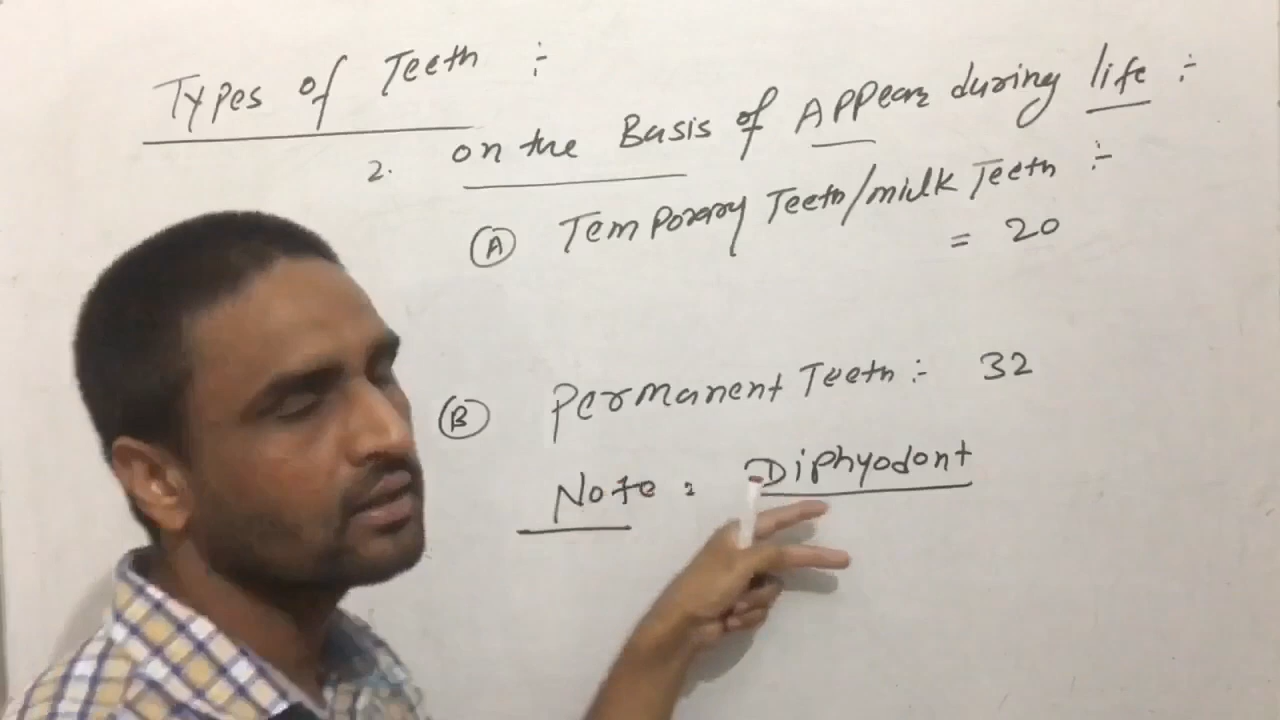 Types of Teeth :-
2. on the Basis of Appear during life :-
(A) Temporary Teeth/milk Teeth :-
= 20
(B) Permanent Teeth :- 32
Note : Diphyodont